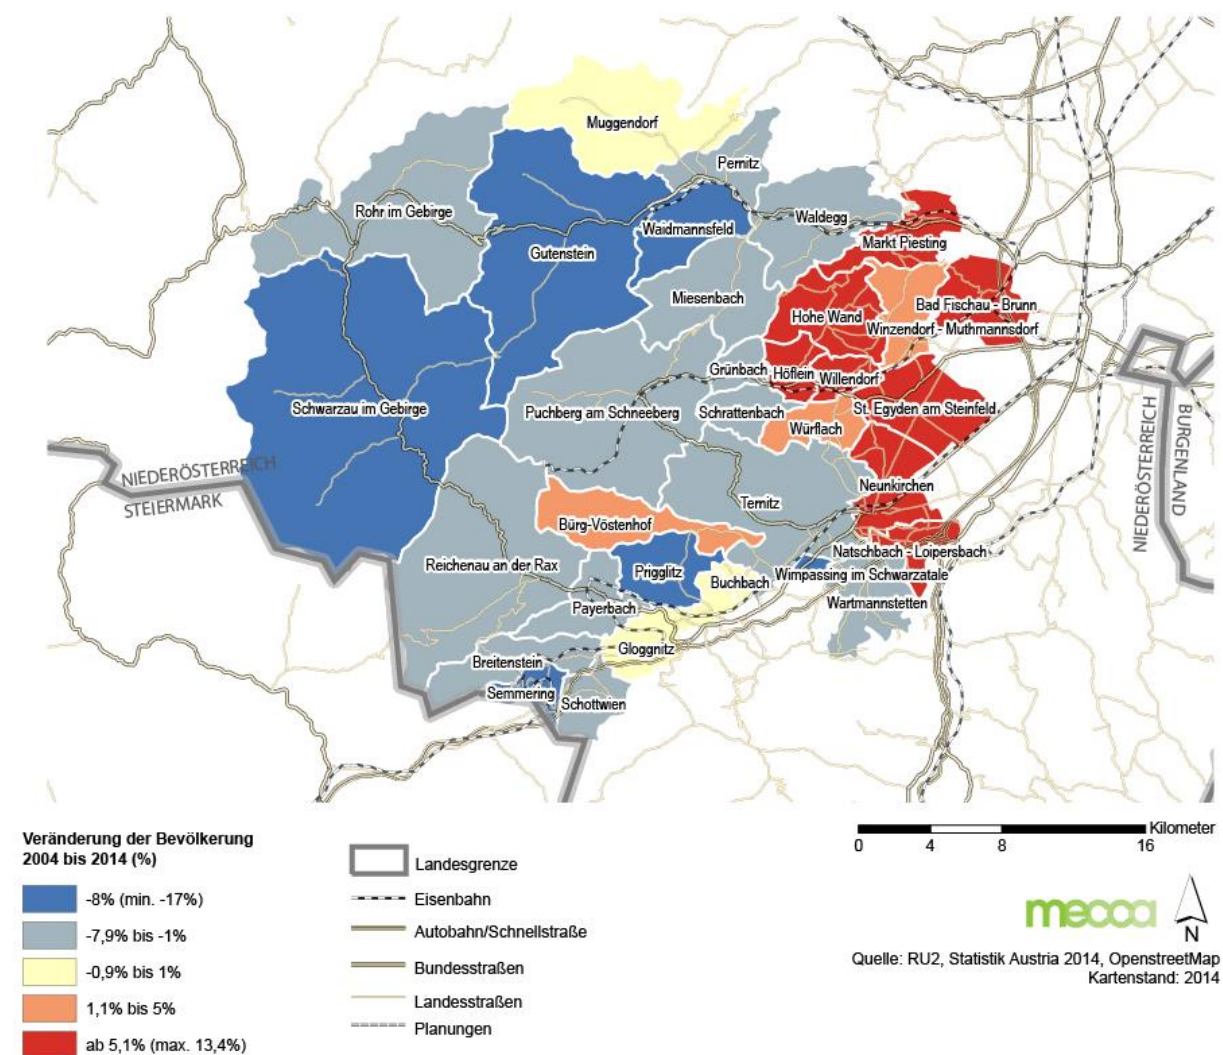 Muggendorf
Pernitz
Rohr im Gebirge
Waldegg
Waidmannsfeld
Markt Piesting
Gutenstein
Miesenbach
Bad Fischau - Brunn
Hohe Wand
Winzendorf - Muthmannsdorf
Grünbach
Höflein
Willendorf
Schwarzau im Gebirge
Puchberg am Schneeberg
Schrattenbach
St. Egyden am Steinfeld
Würflach
NIEDERÖSTERREICH
STEIERMARK
NIEDERÖSTERREICH
BURGENLAND
Neunkirchen
Ternitz
Bürg-Vöstenhof
Natschbach - Loipersbach
Reichenau an der Rax
Prigglitz
Buchbach
Wimpassing im Schwarzatale
Wartmannstetten
Payerbach
Gloggnitz
Breitenstein
Semmering
Schottwien
Veränderung der Bevölkerung
2004 bis 2014 (%)
-8% (min. -17%)
-7,9% bis -1%
-0,9% bis 1%
1,1% bis 5%
ab 5,1% (max. 13,4%)
Landesgrenze
Eisenbahn
Autobahn/Schnellstraße
Bundesstraßen
Landesstraßen
Planungen
Kilometer
0 4 8 16
mecca
N
Quelle: RU2, Statistik Austria 2014, OpenstreetMap
Kartenstand: 2014